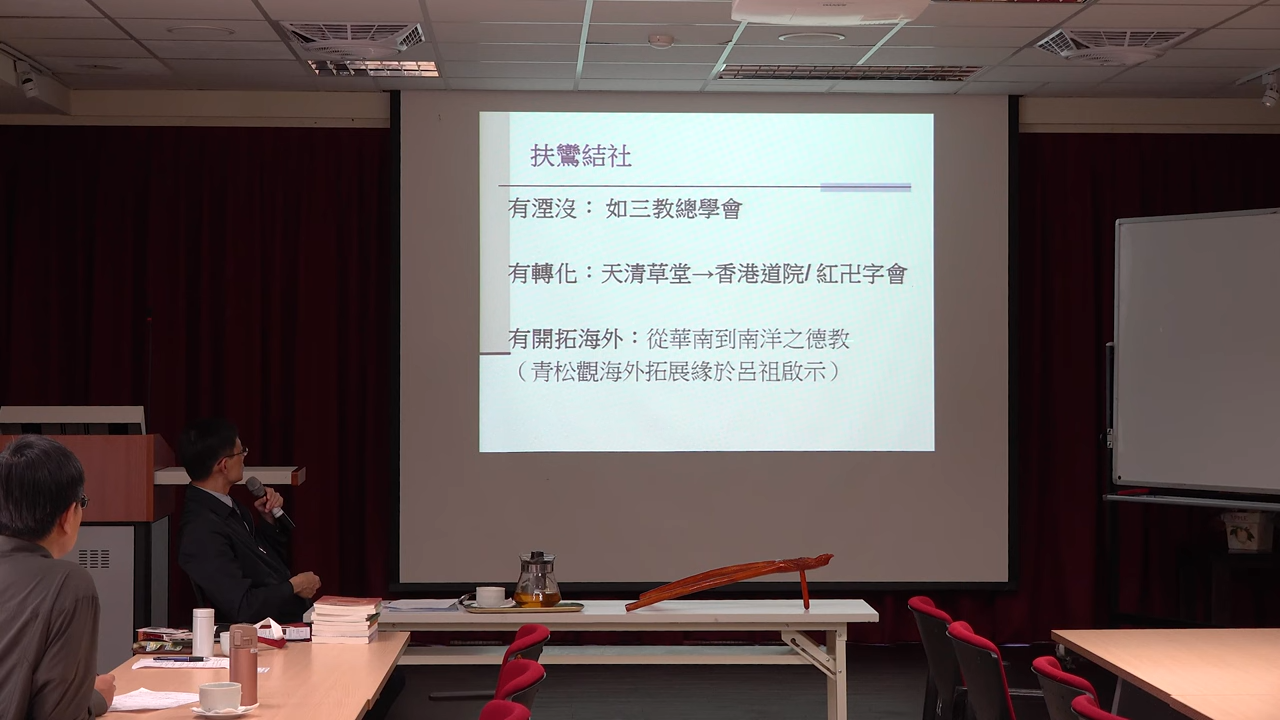 扶鸞結社
有湮沒： 如三教總學會
有轉化：天清草堂→香港道院/ 紅卍字會
有開拓海外：從華南到南洋之德教
（青松觀海外拓展緣於呂祖啟示）